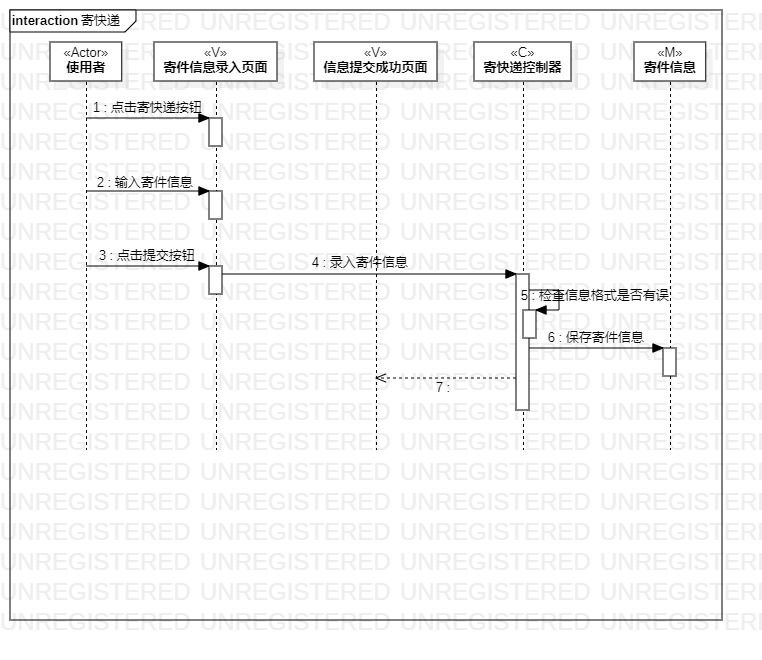 interaction 寄快递
«Actor»
使用者
«V»
寄件信息录入页面
«V»
信息提交成功页面
«C»
寄快递控制器
«M»
寄件信息
1 : 点击寄快递按钮
2 : 输入寄件信息
3 : 点击提交按钮
4 : 录入寄件信息
5 : 检查信息格式是否有误
6 : 保存寄件信息
7 :
UNREGISTERED UNREGISTERED UNREGISTERED UNREGISTERED